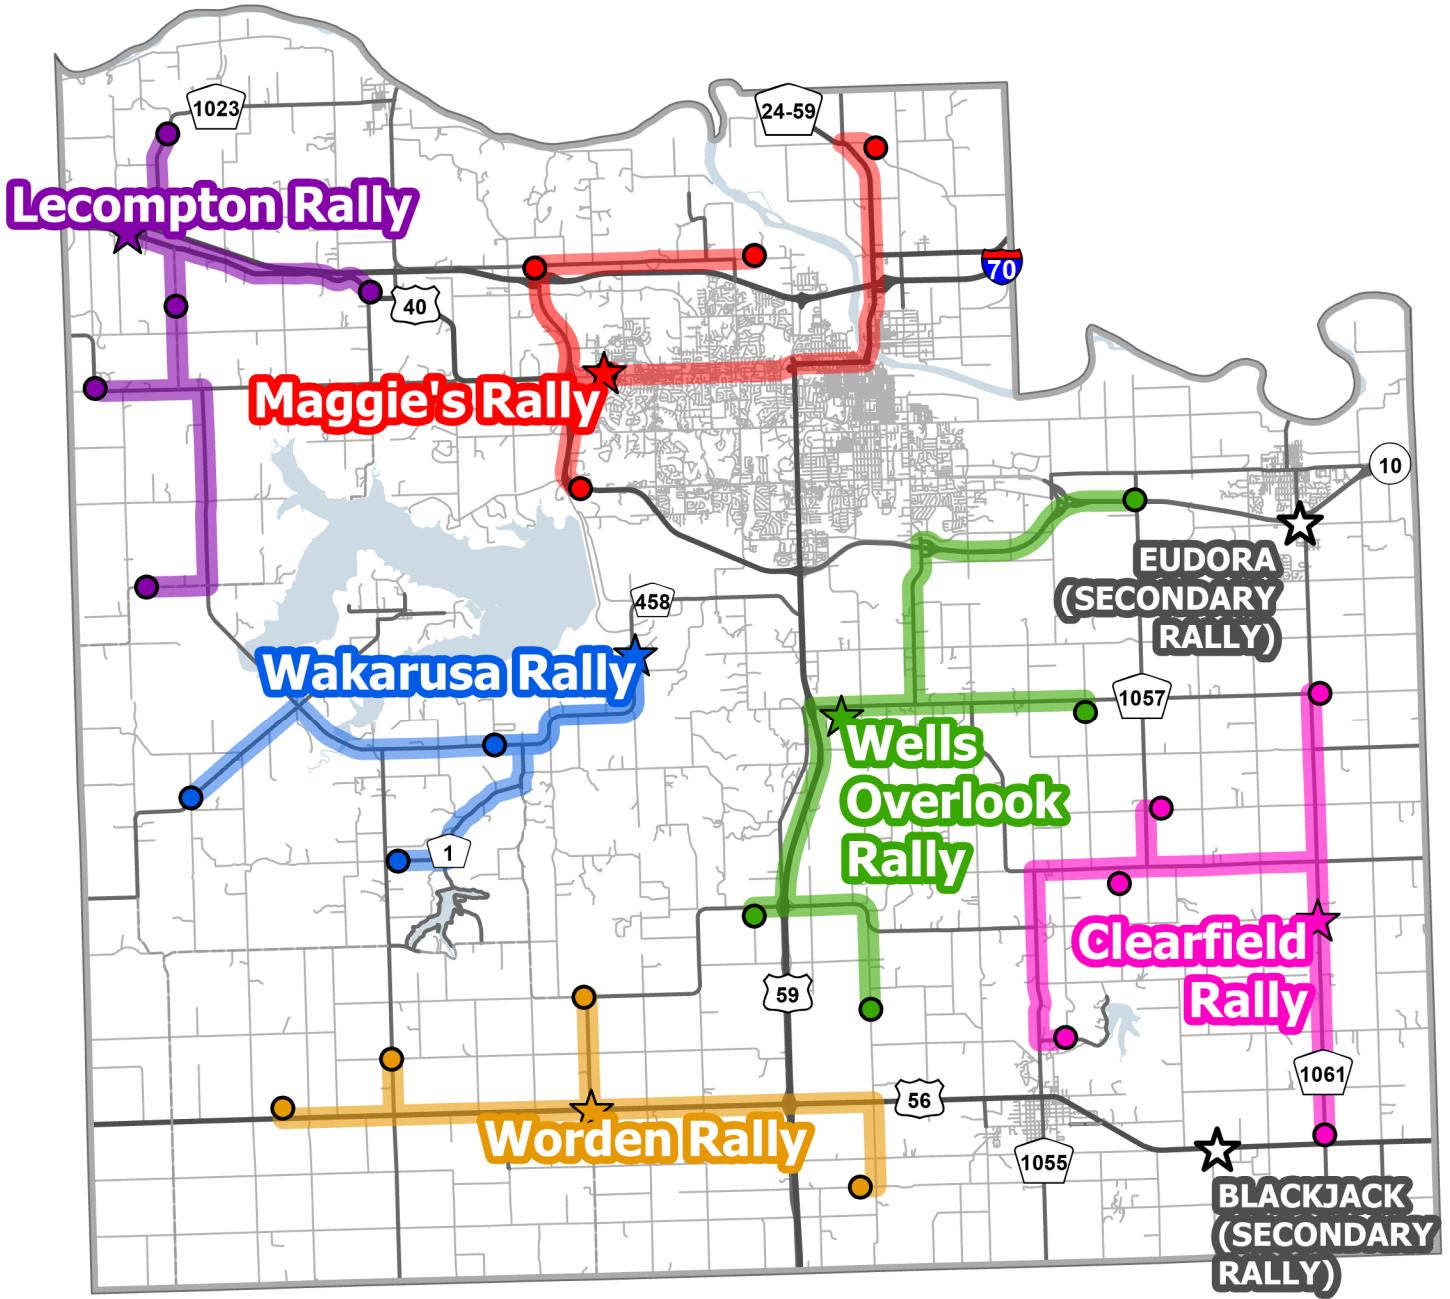 24-59
1023
Lecompton Rally
70
40
Maggie's Rally
10
EUDORA
(SECONDARY
RALLY)
458
Wakarusa Rally
1057
Wells
Overlook
Rally
1
Clearfield
Rally
59
1061
56
Worden Rally
1055
BLACKJACK
(SECONDARY
RALLY)